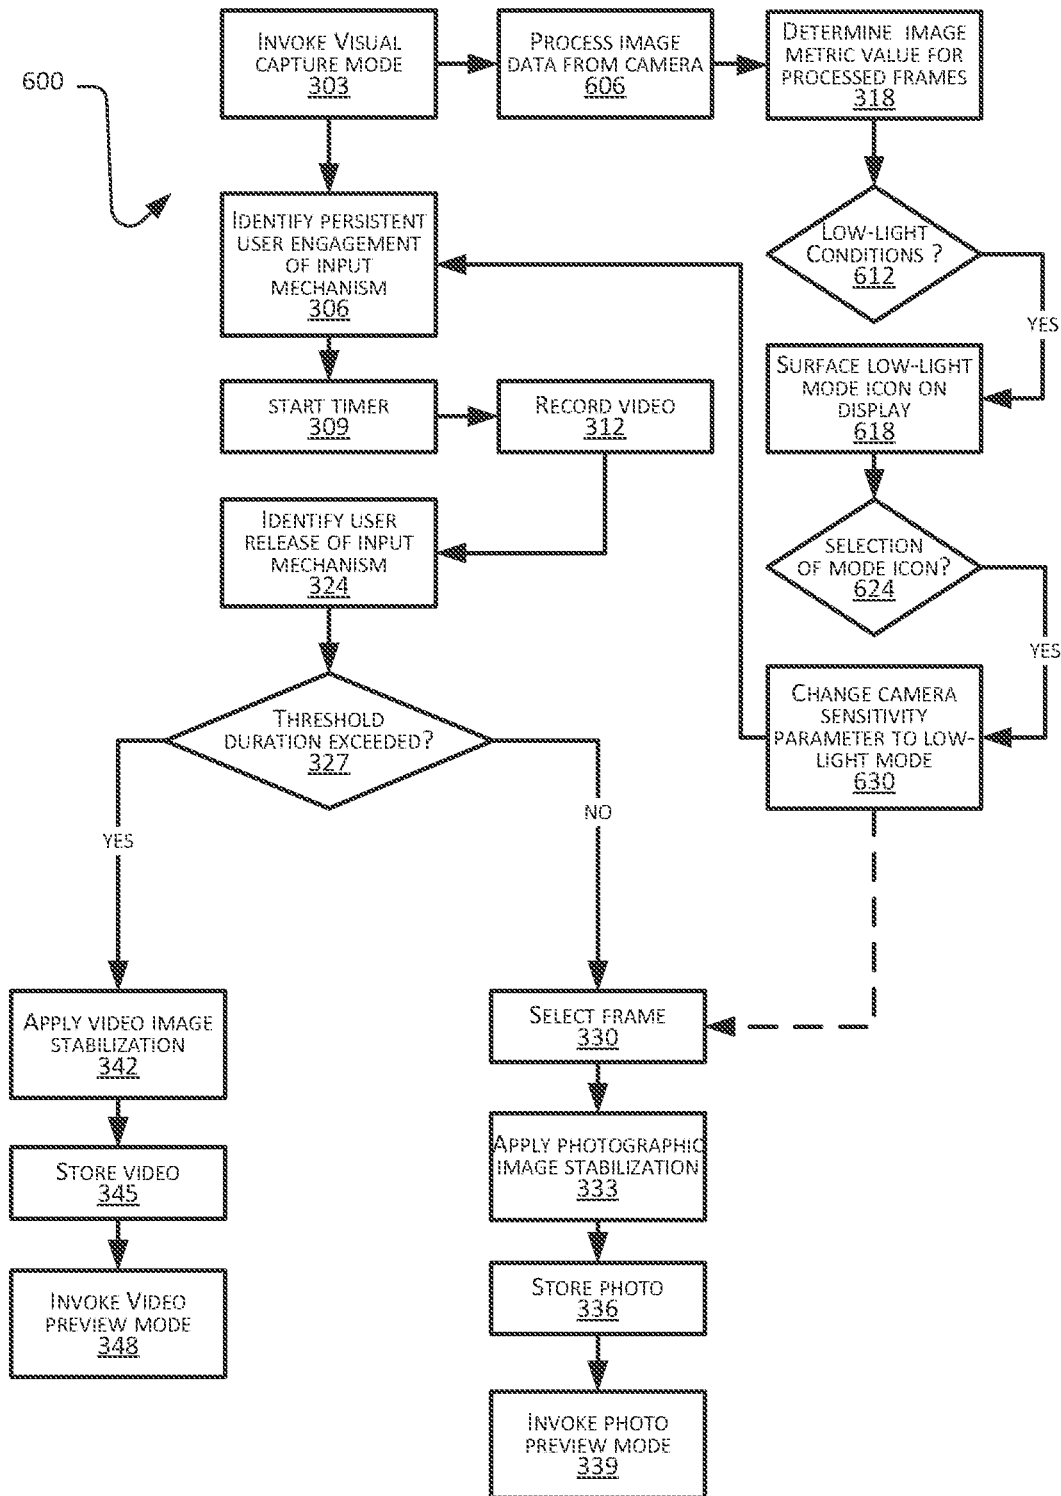 600
INVOKE VISUAL
CAPTURE MODE
303
PROCESS IMAGE
DATA FROM CAMERA
606
DETERMINE IMAGE
METRIC VALUE FOR
PROCESSED FRAMES
318
LOW-LIGHT
CONDITIONS ?
612
YES
SURFACE LOW-LIGHT
MODE ICON ON
DISPLAY
618
SELECTION
OF MODE ICON?
624
YES
CHANGE CAMERA
SENSITIVITY
PARAMETER TO LOW-
LIGHT MODE
630
IDENTIFY PERSISTENT
USER ENGAGEMENT
OF INPUT
MECHANISM
306
START TIMER
309
RECORD VIDEO
312
IDENTIFY USER
RELEASE OF INPUT
MECHANISM
324
THRESHOLD
DURATION EXCEEDED?
327
YES
NO
APPLY VIDEO IMAGE
STABILIZATION
342
STORE VIDEO
345
INVOKE VIDEO
PREVIEW MODE
348
SELECT FRAME
330
APPLY PHOTOGRAPHIC
IMAGE STABILIZATION
333
STORE PHOTO
336
INVOKE PHOTO
PREVIEW MODE
339